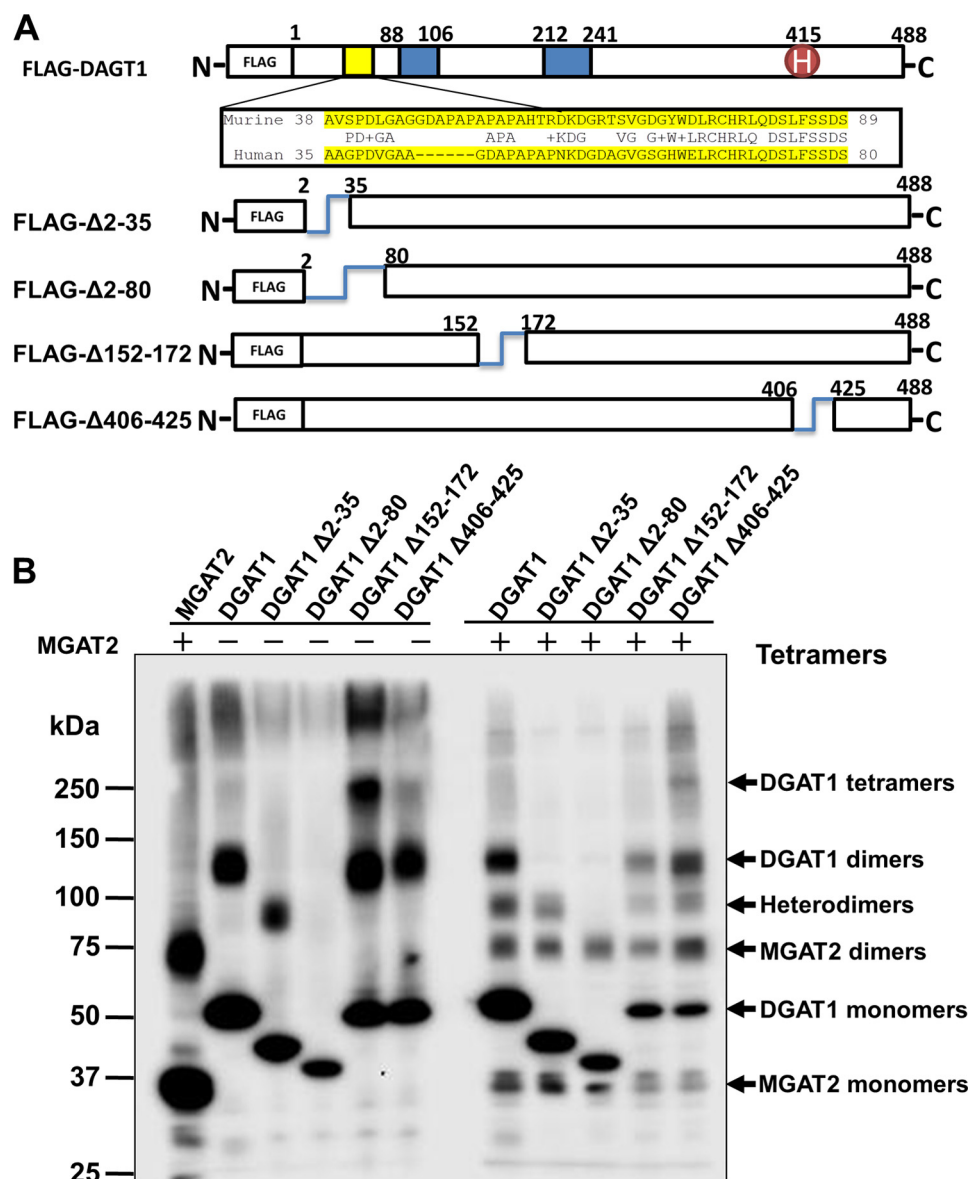 A
1 88 106 212 241 415 488
FLAG-DAGT1 N FLAG H C
Murine 38 AVSPDLGAGGDAPAPAPAPAHTRDKDGRTSVGDGYWDLRCHRLQDSLFSSDS 89
PD+GA APA +KDG VG G+W+LRCHRLQ DSLFSSDS
Human 35 AAGPDVGAA------GDAPAPAPNKDGDAGVGSGHWELRCHRLQDSLFSSDS 80
2 35 488
FLAG-Δ2-35 N FLAG C
2 80 488
FLAG-Δ2-80 N FLAG C
152 172 488
FLAG-Δ152-172 N FLAG C
406 425 488
FLAG-Δ406-425 N FLAG C
B
MGAT2
DGAT1
DGAT1 Δ2-35
DGAT1 Δ2-80
DGAT1 Δ152-172
DGAT1 Δ406-425
DGAT1
DGAT1 Δ2-35
DGAT1 Δ2-80
DGAT1 Δ152-172
DGAT1 Δ406-425
MGAT2 + − − − − − + + + + +
Tetramers
kDa
250
150
100
75
50
37
25
DGAT1 tetramers
DGAT1 dimers
Heterodimers
MGAT2 dimers
DGAT1 monomers
MGAT2 monomers